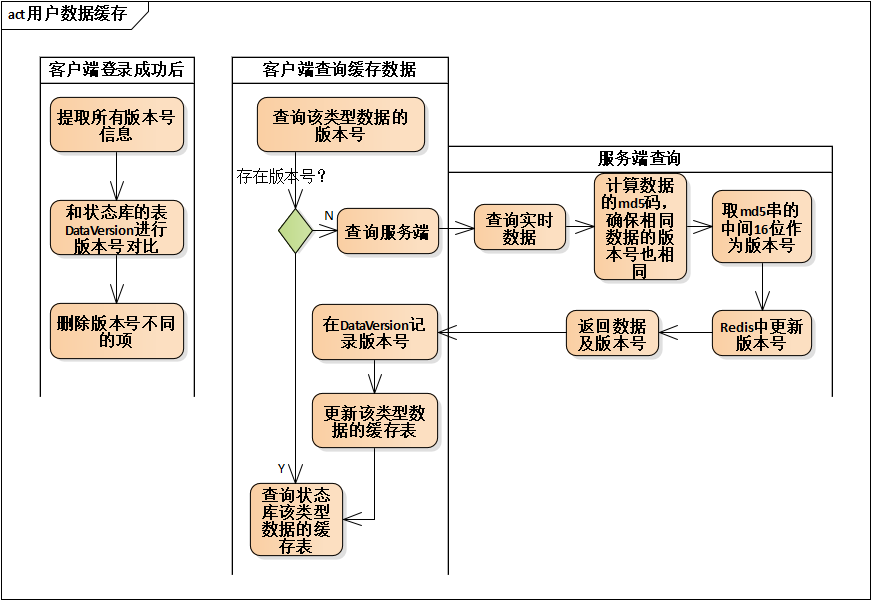 act 用户数据缓存
客户端登录成功后
提取所有版本号
信息
和状态库的表
DataVersion进行
版本号对比
删除版本号不同
的项
客户端查询缓存数据
查询该类型数据的
版本号
存在版本号?
N
查询服务端
在DataVersion记
录版本号
更新该类型数
据的缓存表
Y
查询状态
库该类型
数据的缓
存表
服务端查询
查询实时
数据
计算数据
的md5码，
确保相同
数据的版
本号也相
同
取md5串的
中间16位作
为版本号
Redis中更新
版本号
返回数据
及版本号